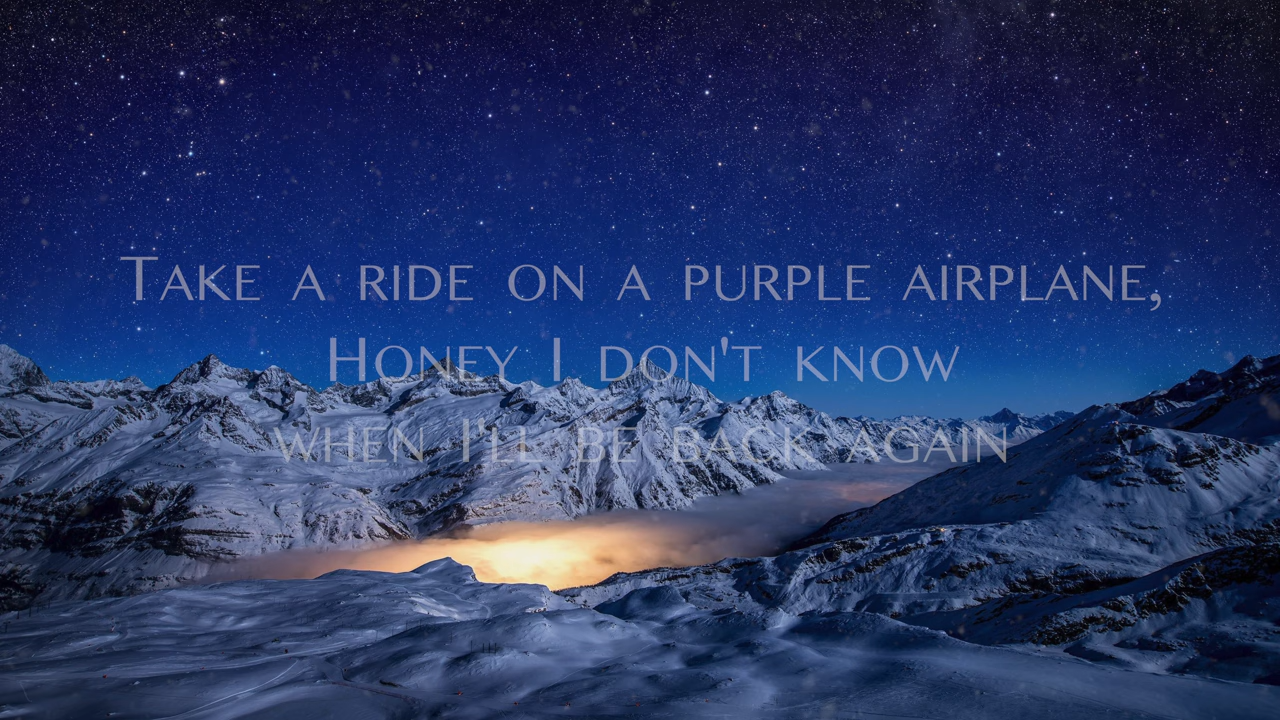 Take a ride on a purple airplane,
Honey I don't know
when I'll be back again